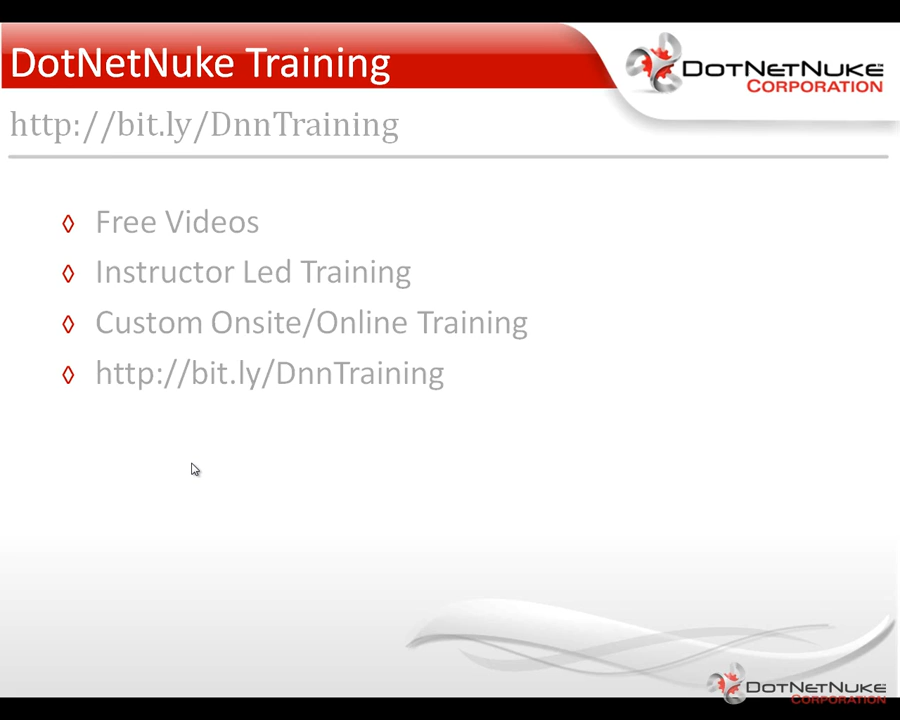 DotNetNuke Training
DOTNETNUKE
CORPORATION
http://bit.ly/DnnTraining
Free Videos
Instructor Led Training
Custom Onsite/Online Training
http://bit.ly/DnnTraining
DOTNETNUKE
CORPORATION